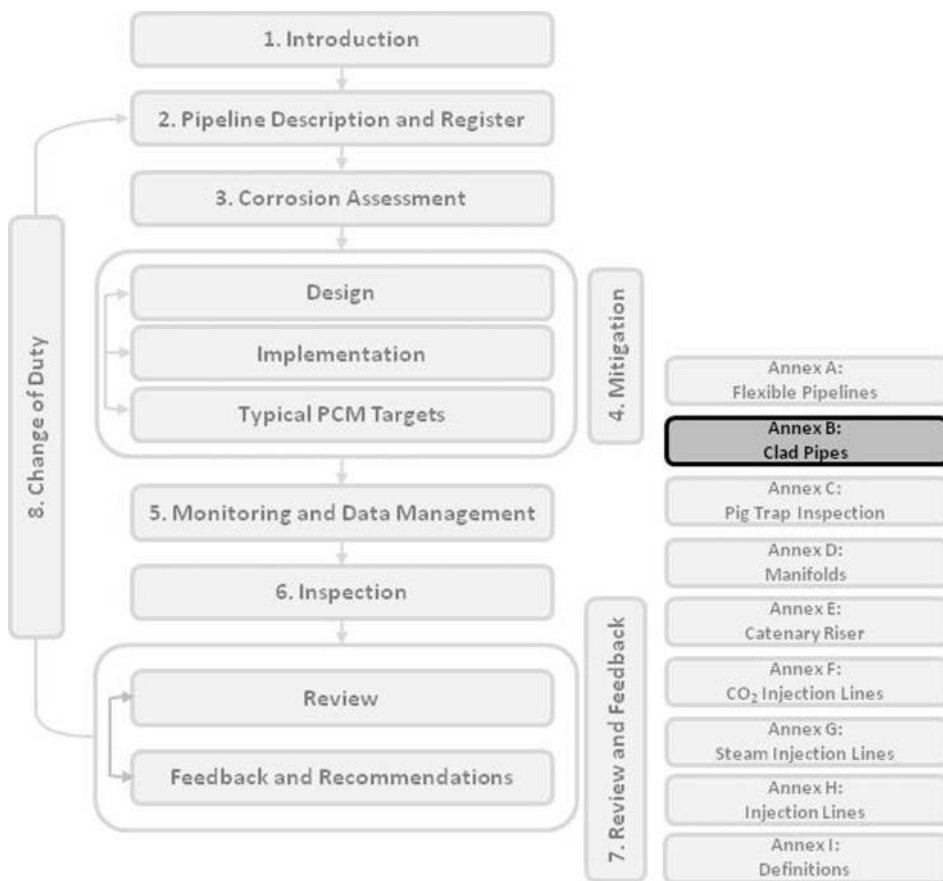 1. Introduction
2. Pipeline Description and Register
3. Corrosion Assessment
Design
Implementation
Typical PCM Targets
4. Mitigation
5. Monitoring and Data Management
6. Inspection
Review
Feedback and Recommendations
7. Review and Feedback
8. Change of Duty
Annex A:
Flexible Pipelines
Annex B:
Clad Pipes
Annex C:
Pig Trap Inspection
Annex D:
Manifolds
Annex E:
Catenary Riser
Annex F:
CO₂ Injection Lines
Annex G:
Steam Injection Lines
Annex H:
Injection Lines
Annex I:
Definitions